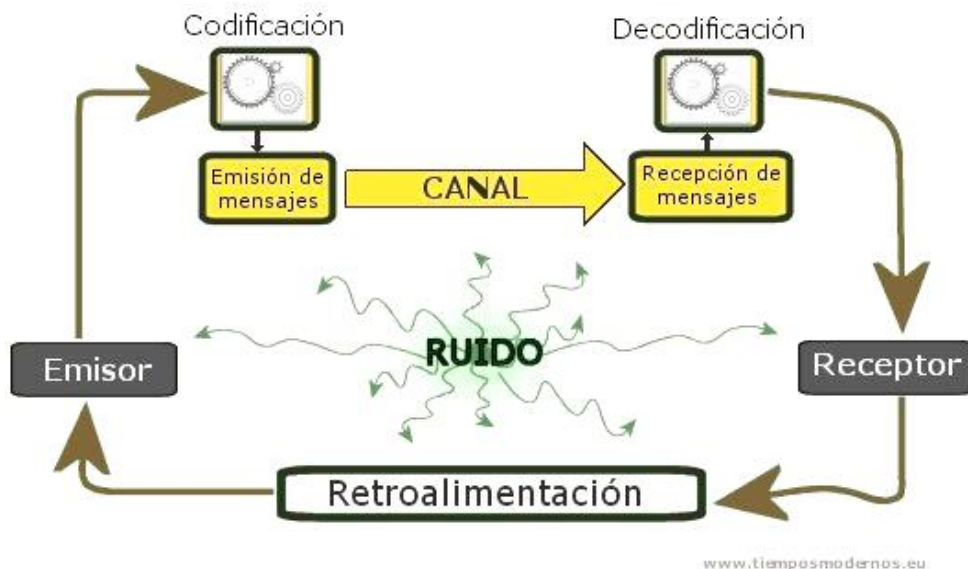 Codificación
Decodificación
Emisión de
mensajes
CANAL
Recepción de
mensajes
RUIDO
Emisor
Receptor
Retroalimentación
www.tiemposmodernos.eu